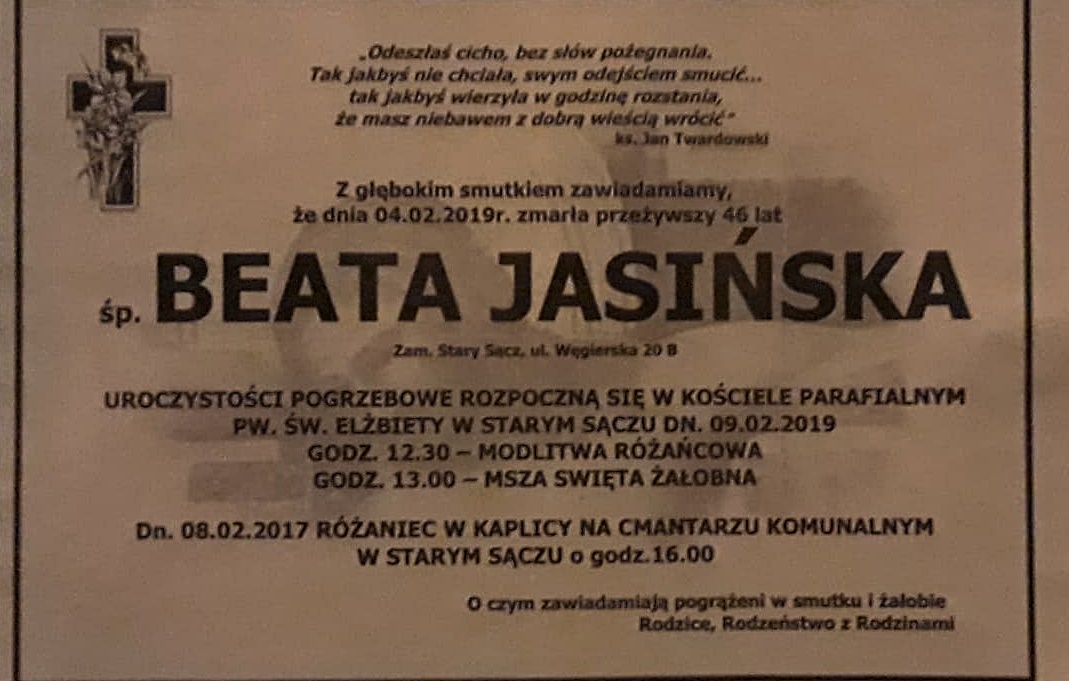 „Odeszłaś cicho, bez słów pożegnania.
Tak jakbyś nie chciała, swym odejściem smucić...
tak jakbyś wierzyła w godzinę rozstania,
że masz niebawem z dobrą wieścią wrócić"
ks. Jan Twardowski
Z głębokim smutkiem zawiadamiamy,
że dnia 04.02.2019r. zmarła przeżywszy 46 lat
śp. BEATA JASIŃSKA
Zam. Stary Sącz, ul. Węgierska 20 B
UROCZYSTOŚCI POGRZEBOWE ROZPOCZNĄ SIĘ W KOŚCIELE PARAFIALNYM
PW. ŚW. ELŻBIETY W STARYM SĄCZU DN. 09.02.2019
GODZ. 12.30 – MODLITWA RÓŻAŃCOWA
GODZ. 13.00 – MSZA SWIĘTA ŻAŁOBNA
Dn. 08.02.2017 RÓŻANIEC W KAPLICY NA CMANTARZU KOMUNALNYM
W STARYM SĄCZU o godz.16.00
O czym zawiadamiają pogrążeni w smutku i żałobie
Rodzice, Rodzeństwo z Rodzinami